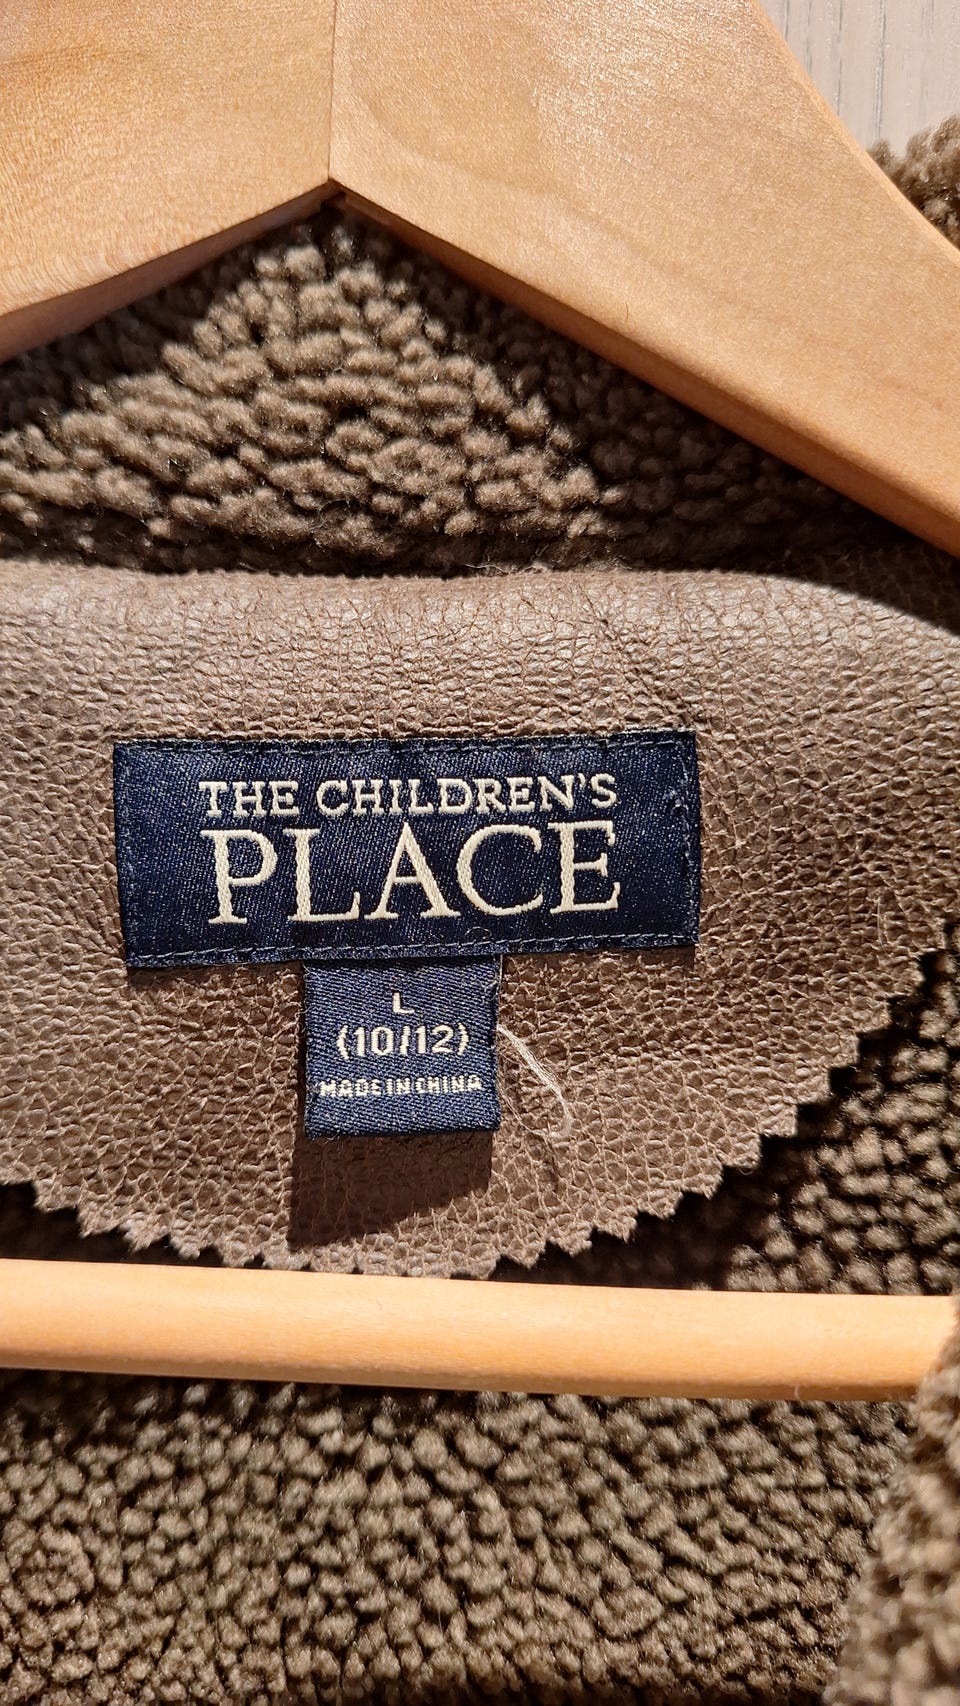 THE CHILDREN'S
PLACE
L
(10/12)
MADE IN CHINA